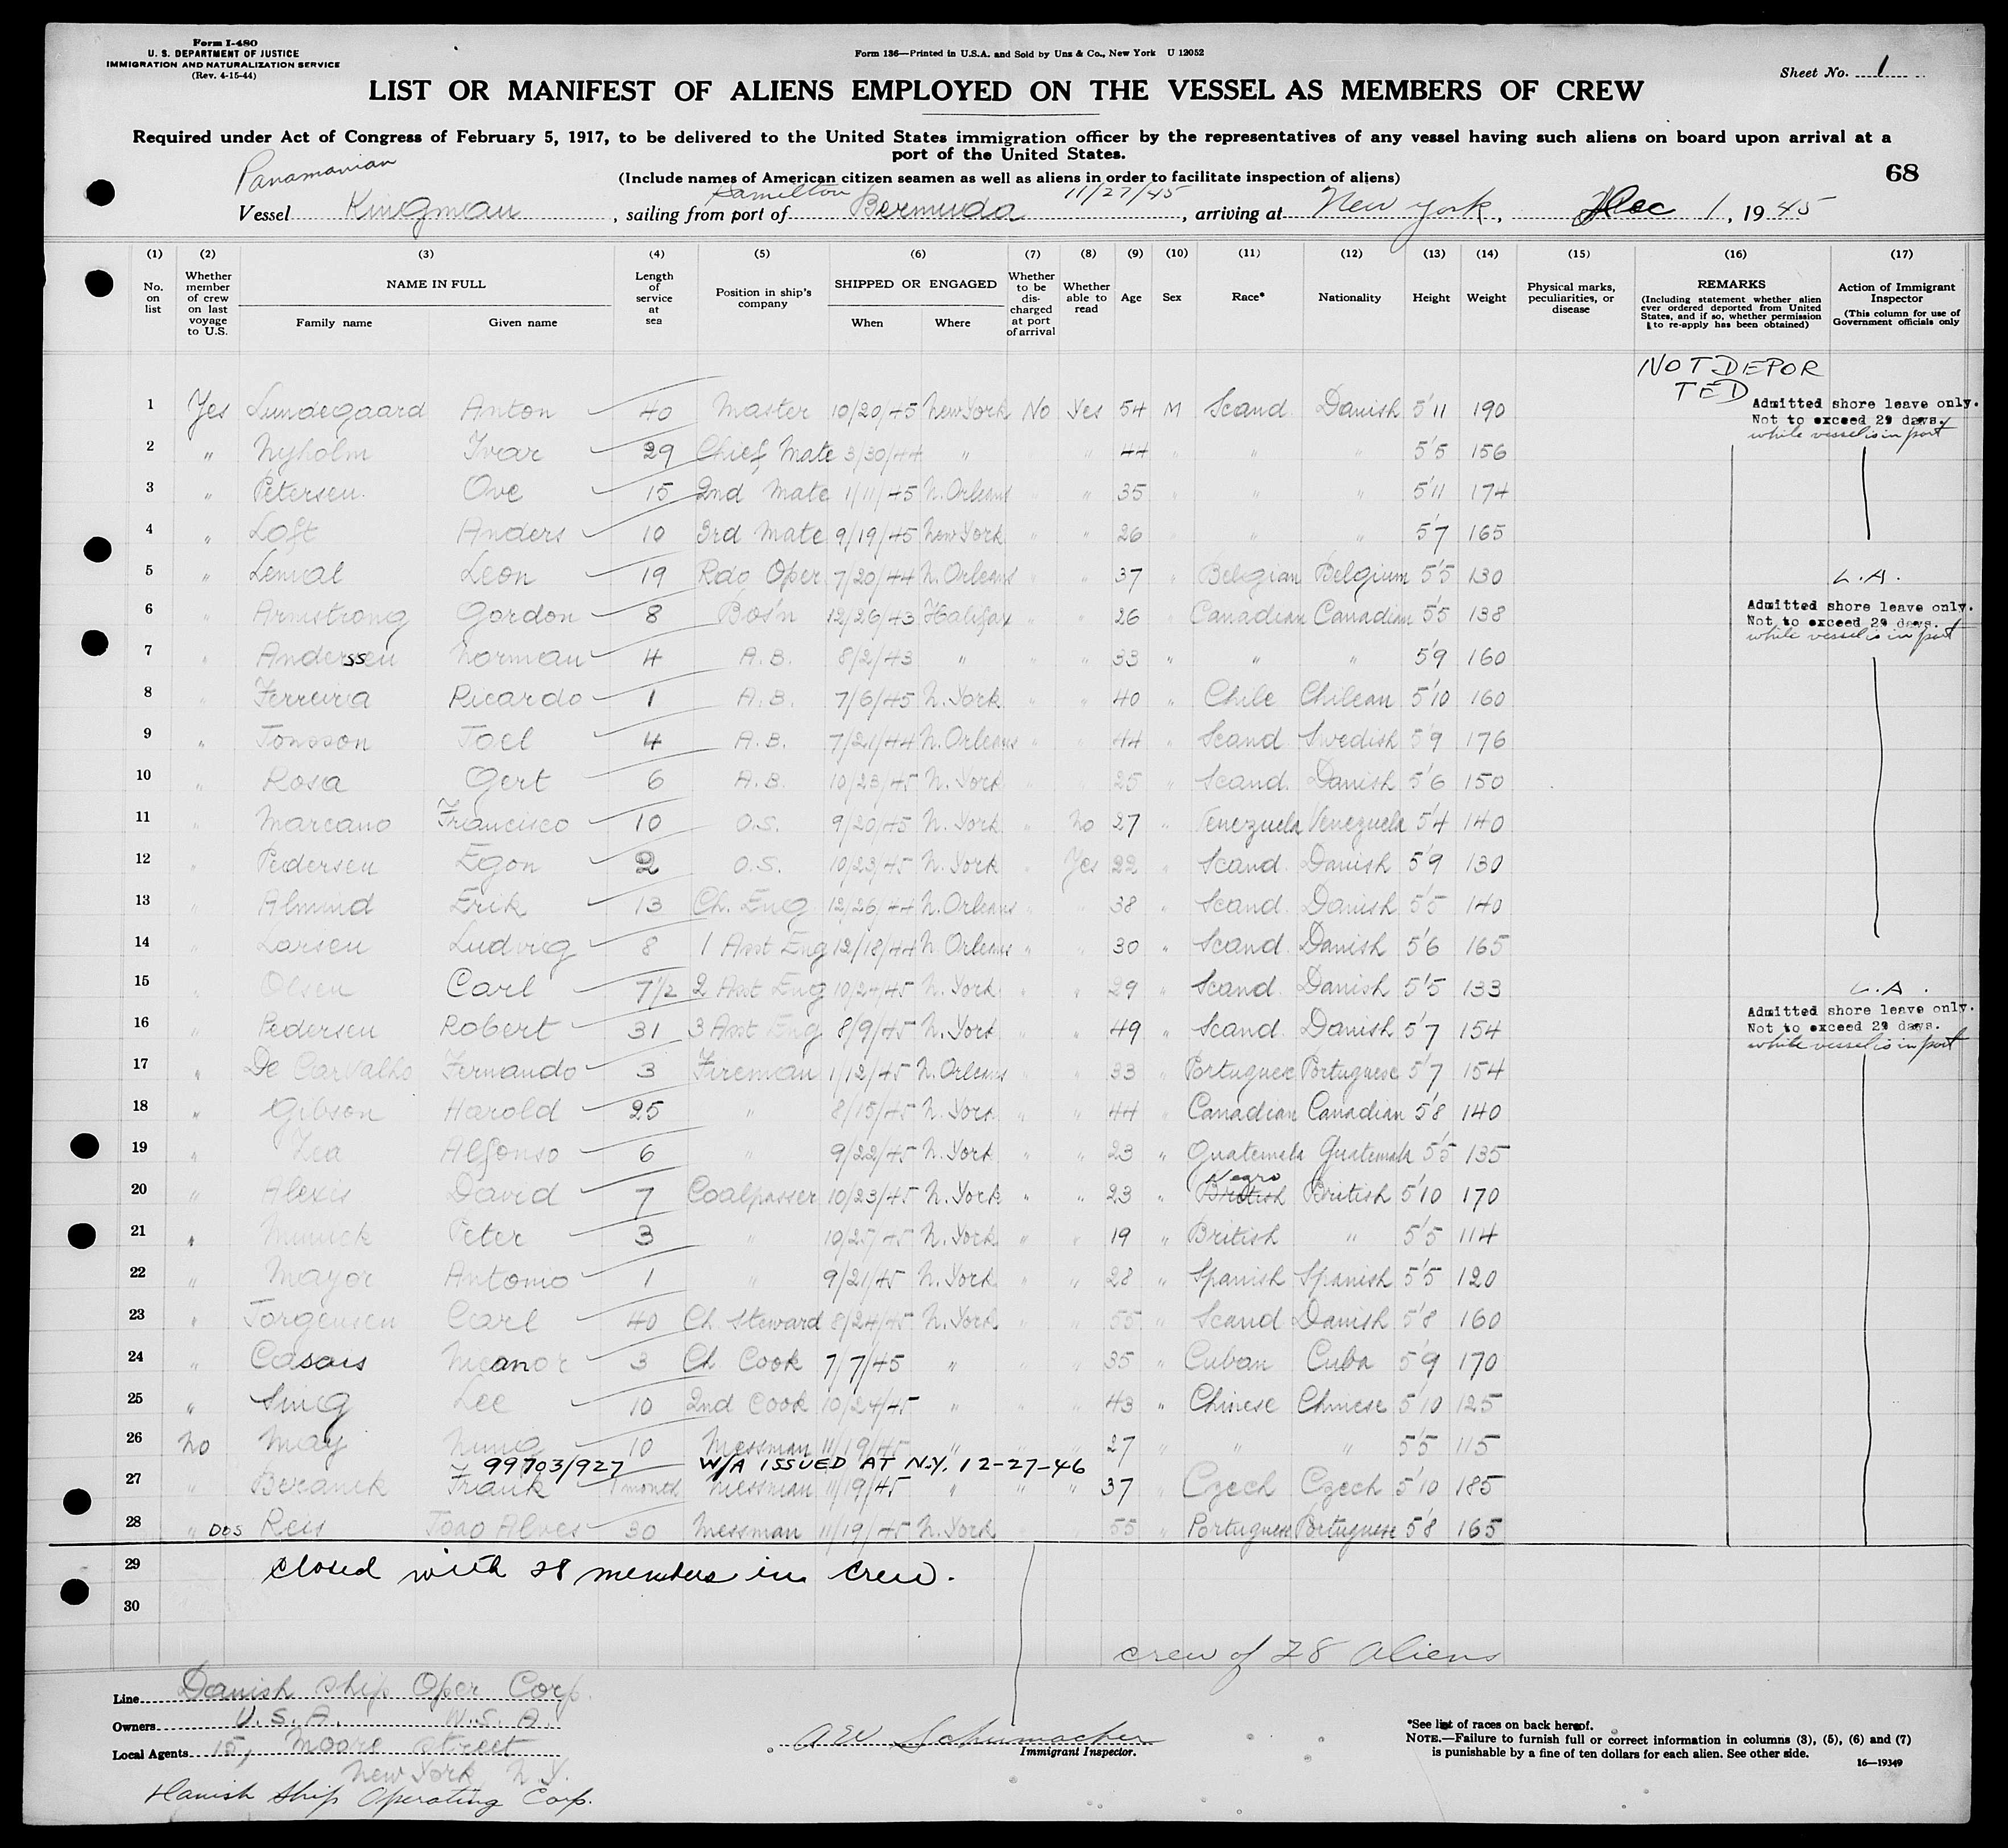 Form I-480
U. S. DEPARTMENT OF JUSTICE
IMMIGRATION AND NATURALIZATION SERVICE
(Rev. 4-15-44)
Form 136—Printed in U.S.A. and Sold by Unz & Co., New York U 12052
Sheet No. 1
LIST OR MANIFEST OF ALIENS EMPLOYED ON THE VESSEL AS MEMBERS OF CREW
Required under Act of Congress of February 5, 1917, to be delivered to the United States immigration officer by the representatives of any vessel having such aliens on board upon arrival at a
port of the United States.
(Include names of American citizen seamen as well as aliens in order to facilitate inspection of aliens)
68
Panamanian
Hamilton 11/27/45
Vessel Kingman, sailing from port of Bermuda, arriving at New York, Dec 1, 1945
(1) (2) (3) (4) (5) (6) (7) (8) (9) (10) (11) (12) (13) (14) (15) (16) (17)
No. on list
Whether member of crew on last voyage to U.S.
NAME IN FULL
Family name Given name
Length of service at sea
Position in ship's company
SHIPPED OR ENGAGED
When Where
Whether to be discharged at port of arrival
Whether able to read
Age Sex Race* Nationality Height Weight
Physical marks, peculiarities, or disease
REMARKS
(Including statement whether alien ever ordered deported from United States, and if so, whether permission to re-apply has been obtained)
Action of Immigrant Inspector
(This column for use of Government officials only
NOT DEPOR
TED
1 Yes Lundegaard Anton 40 Master 10/20/45 New York No Yes 54 M Scand. Danish 5'11 190
Admitted shore leave only.
Not to exceed 29 days.
while vessel is in port
2 " Nyholm Ivar 29 Chief Mate 3/30/44 " " 44 " " " 5'5 156
3 " Petersen Ove 15 2nd Mate 1/11/45 N. Orleans " 35 " " " 5'11 174
4 " Loft Anders 10 3rd Mate 9/19/45 New York " " 26 " " 5'7 165
5 " Leon 19 Rdo Oper 7/20/44 N. Orleans " " 37 " Belgian Belgium 5'5 130 L.A.
6 " Armstrong Gordon 8 Bos'n 12/26/43 Halifax " 26 Canadian Canadian 5'5 138
Admitted shore leave only.
Not to exceed 29 days.
while vessel is in port
7 " Anderssen Norman 4 A.B. 8/2/43 " " " 33 " " " 5'9 160
8 " Ferreira Ricardo 1 A.B. 7/6/45 N. York " " 40 " Chile Chilean 5'10 160
9 " Jonsson Joel 4 A.B. 7/21/44 N. Orleans " 44 " Scand Swedish 5'9 176
10 " Rosa Gert 6 A.B. 10/23/45 N. York 25 " Scand. Danish 5'6 150
11 " Marcano Francisco 10 O.S. 9/20/45 N. York " No 27 " Venezuela Venezuela 5'4 140
12 " Pedersen Egon 2 O.S. 10/23/45 N. York Yes 22 " Scand. Danish 5'9 130
13 " Almind Erik 13 Ch. Eng 12/26/44 N. Orleans 38 " Scand. Danish 5'5 140
14 " Larsen Ludvig 8 1 Asst Eng 12/18/44 N. Orleans " 30 " Scand Danish 5'6 165
15 " Olsen Carl 7 1/2 2 Asst Eng 10/24/45 N. York " " 29 " Scand. Danish 5'5 133 L.A.
16 " Pedersen Robert 31 3 Asst Eng 8/9/45 N. York " " 49 " Scand. Danish 5'7 154
Admitted shore leave only.
Not to exceed 29 days.
while vessel is in port
17 " De Carvalho Fernando 3 Fireman 1/12/45 N. Orleans " 33 " Portuguese Portuguese 5'7 154
18 " Gibson Harold 25 " 8/15/45 N. York " " 44 " Canadian Canadian 5'8 140
19 " Zea Alfonso 6 " 9/22/45 N. York " " 23 " Guatemala Guatemala 5'5 135
Negro
20 " Alexis David 7 Coalpasser 10/23/45 N. York " " 23 " British British 5'10 170
21 " Peter 3 " 10/25/45 N. York " " 19 " British " 5'5 114
22 " Mayor Antonio 1 " 9/21/45 N. York " " 28 " Spanish Spanish 5'5 120
23 " Jorgensen Carl 40 Ch. Steward 8/24/45 N. York " 55 " Scand Danish 5'8 160
24 " Casais 3 Ch Cook 7/7/45 " 35 " Cuban Cuba 5'9 170
25 " Sing Lee 10 2nd Cook 10/24/45 " " " 43 " Chinese Chinese 5'10 125
26 No May Nung 10 Messman 11/19/45 " " 27 " " " 5'5 115
99703/927 W/A ISSUED AT N.Y. 12-27-46
27 " Beranek Frank 1 month Messman 11/19/45 " " " 37 Czech Czech 5'10 185
28 " DOS Reis Joao Alves 30 Messman 11/19/45 N. York 55 " Portuguese Portuguese 5'8 165
29 Closed with 28 members in crew.
30
crew of 28 aliens
Line Danish Ship Oper Corp.
Owners U.S.A. W.S.A.
Local Agents 15, Moore Street
New York N.Y.
Danish Ship Operating Corp.
AEW Schumacher
Immigrant Inspector.
*See list of races on back hereof.
NOTE.—Failure to furnish full or correct information in columns (3), (5), (6) and (7)
is punishable by a fine of ten dollars for each alien. See other side.
16—19349